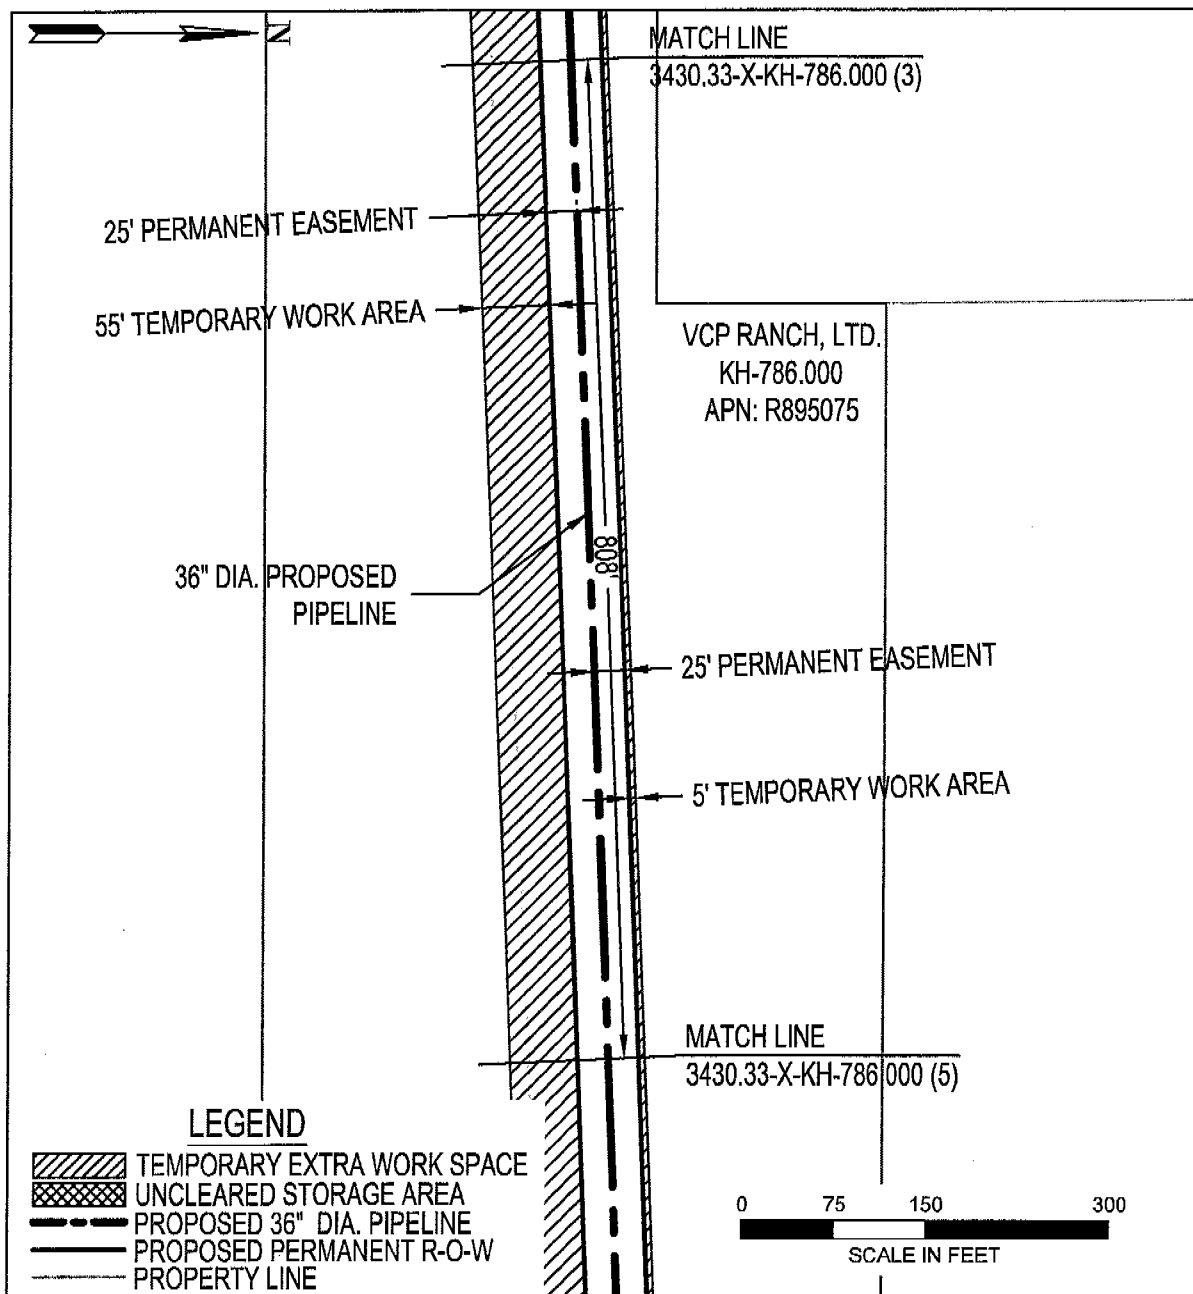 N
MATCH LINE
3430.33-X-KH-786.000 (3)
25' PERMANENT EASEMENT
55' TEMPORARY WORK AREA
VCP RANCH, LTD.
KH-786.000
APN: R895075
808'
36" DIA. PROPOSED
PIPELINE
25' PERMANENT EASEMENT
5' TEMPORARY WORK AREA
MATCH LINE
3430.33-X-KH-786.000 (5)
LEGEND
TEMPORARY EXTRA WORK SPACE
UNCLEARED STORAGE AREA
PROPOSED 36" DIA. PIPELINE
PROPOSED PERMANENT R-O-W
PROPERTY LINE
0 75 150 300
SCALE IN FEET